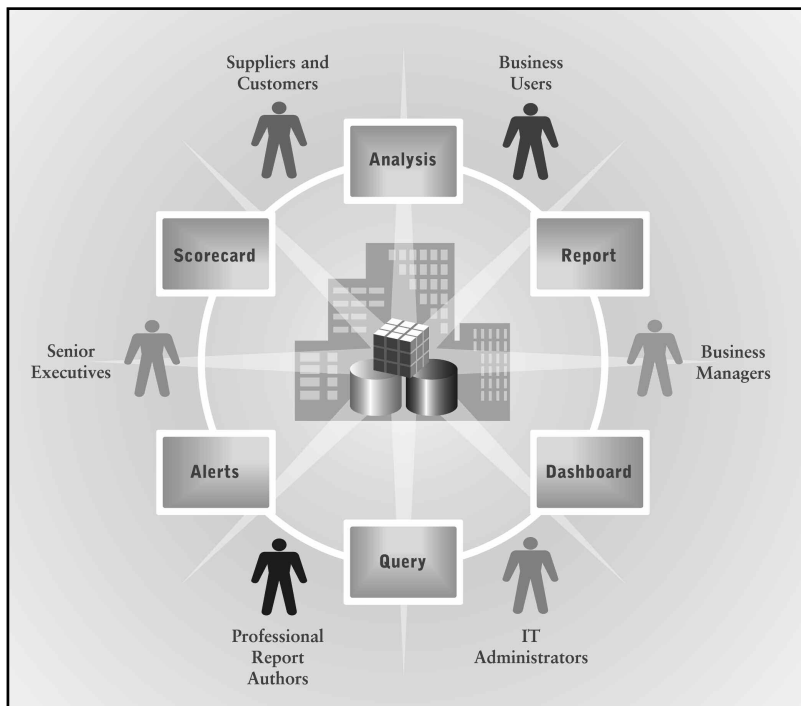 Suppliers and
Customers
Business
Users
Analysis
Scorecard
Report
Senior
Executives
Business
Managers
Alerts
Dashboard
Query
Professional
Report
Authors
IT
Administrators